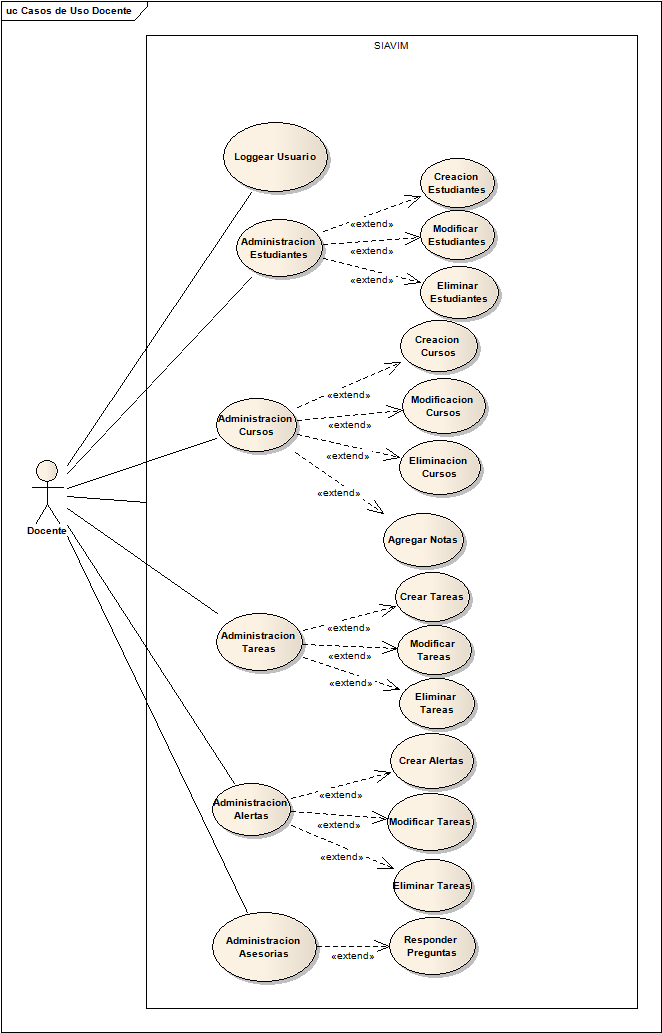 uc Casos de Uso Docente
SIAVIM
Loggear Usuario
Creacion
Estudiantes
«extend»
Administracion
Estudiantes
Modificar
Estudiantes
«extend»
«extend»
Eliminar
Estudiantes
Creacion
Cursos
«extend»
Modificacion
Cursos
Administracion
Cursos
«extend»
«extend»
Eliminacion
Cursos
«extend»
Docente
Agregar Notas
Crear Tareas
«extend»
Administracion
Tareas
Modificar
Tareas
«extend»
«extend»
Eliminar
Tareas
Crear Alertas
«extend»
Administracion
Alertas
Modificar Tareas
«extend»
«extend»
Eliminar Tareas
Administracion
Asesorias
Responder
Preguntas
«extend»